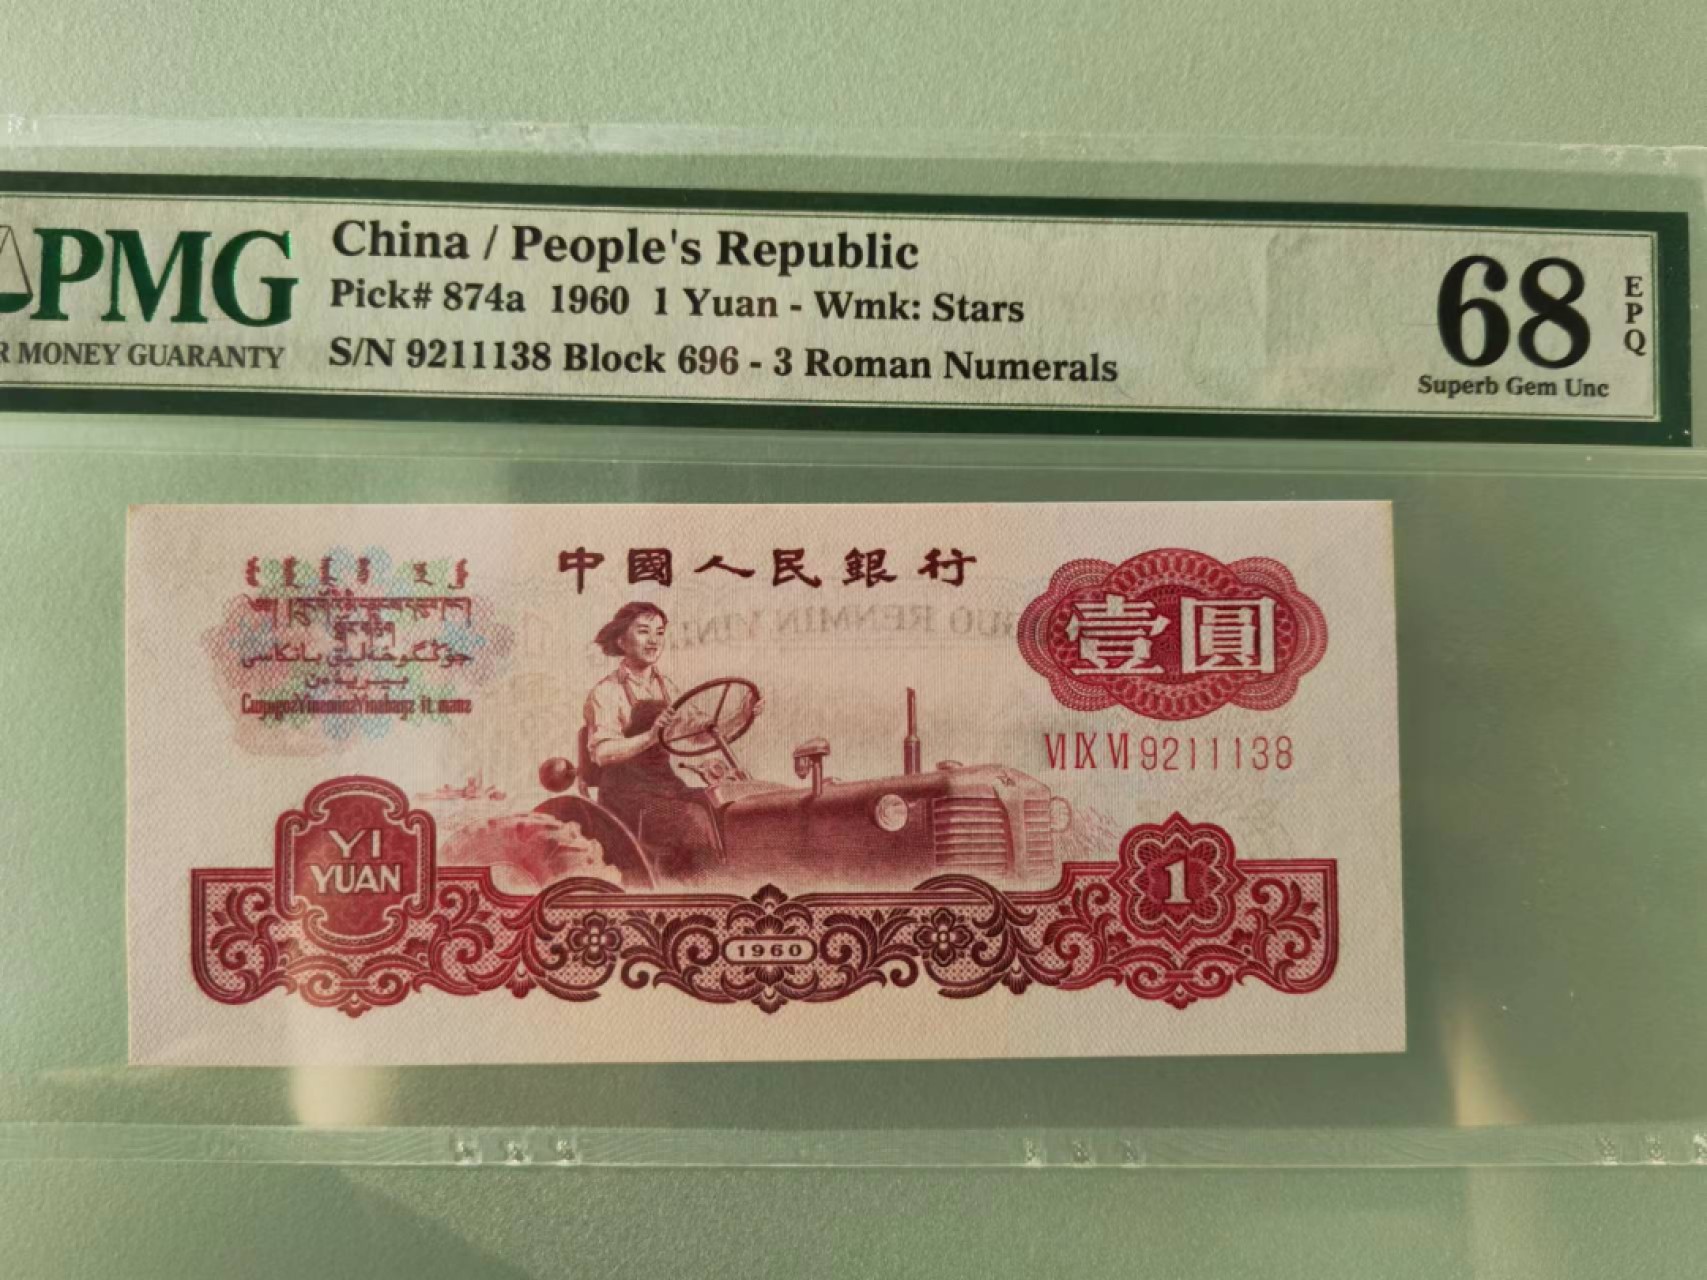 PMG
R MONEY GUARANTY
China / People's Republic
Pick# 874a 1960 1 Yuan - Wmk: Stars
S/N 9211138 Block 696 - 3 Roman Numerals
68
EPQ
Superb Gem Unc
中國人民銀行
壹圓
VI IX VI 9211138
YI
YUAN
1960
1